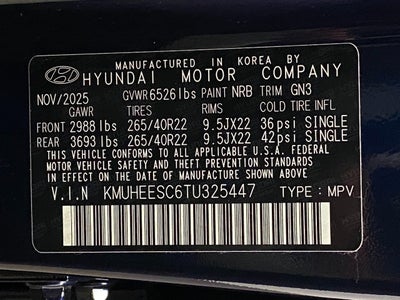 MANUFACTURED IN KOREA BY
HYUNDAI MOTOR COMPANY
NOV/2025 GVWR 6526lbs PAINT NRB TRIM GN3
GAWR TIRES RIMS COLD TIRE INFL
FRONT 2988 lbs 265/40R22 9.5JX22 36psi SINGLE
REAR 3693 lbs 265/40R22 9.5JX22 42psi SINGLE
THIS VEHICLE CONFORMS TO ALL APPLICABLE U.S.A. FEDERAL
MOTOR VEHICLE SAFETY STANDARDS IN EFFECT ON THE DATE
OF MANUFACTURE SHOWN ABOVE
V.I.N KMUHEESC6TU325447 TYPE : MPV